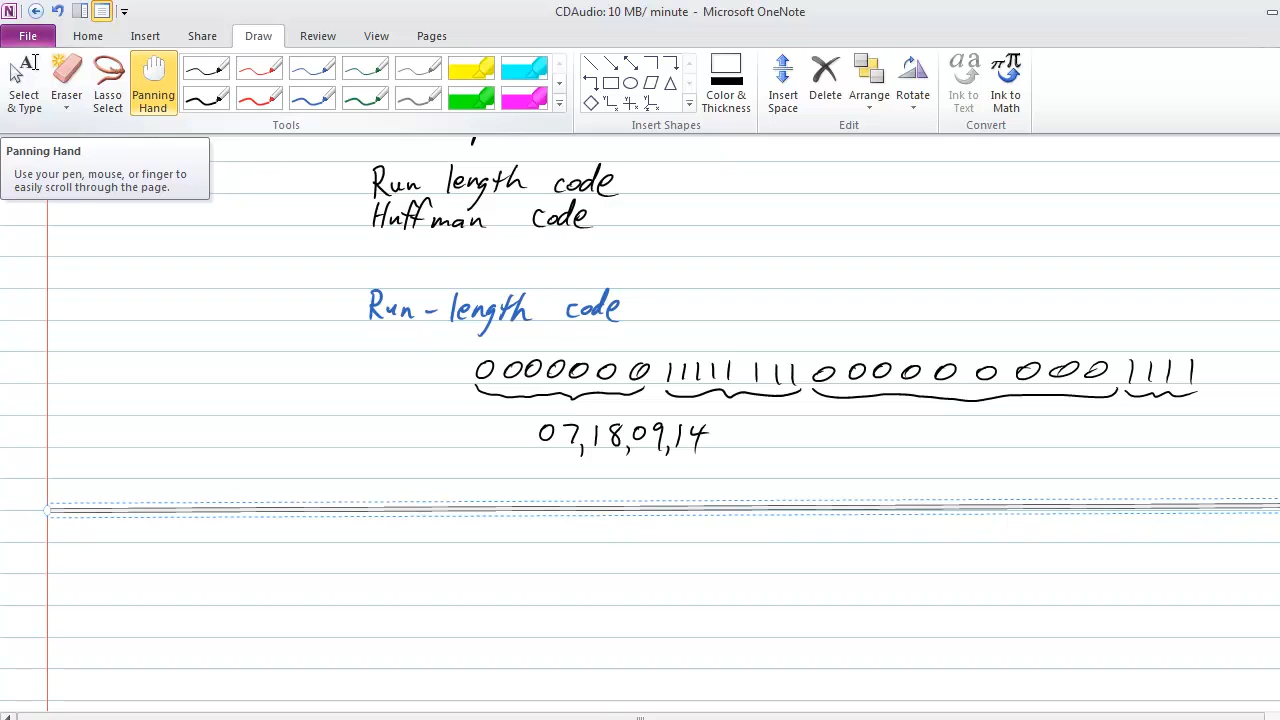 CDAudio: 10 MB/ minute - Microsoft OneNote
File Home Insert Share Draw Review View Pages
Select & Type Eraser Lasso Select Panning Hand Color & Thickness Insert Space Delete Arrange Rotate Ink to Text Ink to Math
Tools Insert Shapes Edit Convert
Panning Hand
Use your pen, mouse, or finger to
easily scroll through the page.
Run length code
Huffman code
Run-length code
0000000 11111 111 000000000 1111
07,18,09,14